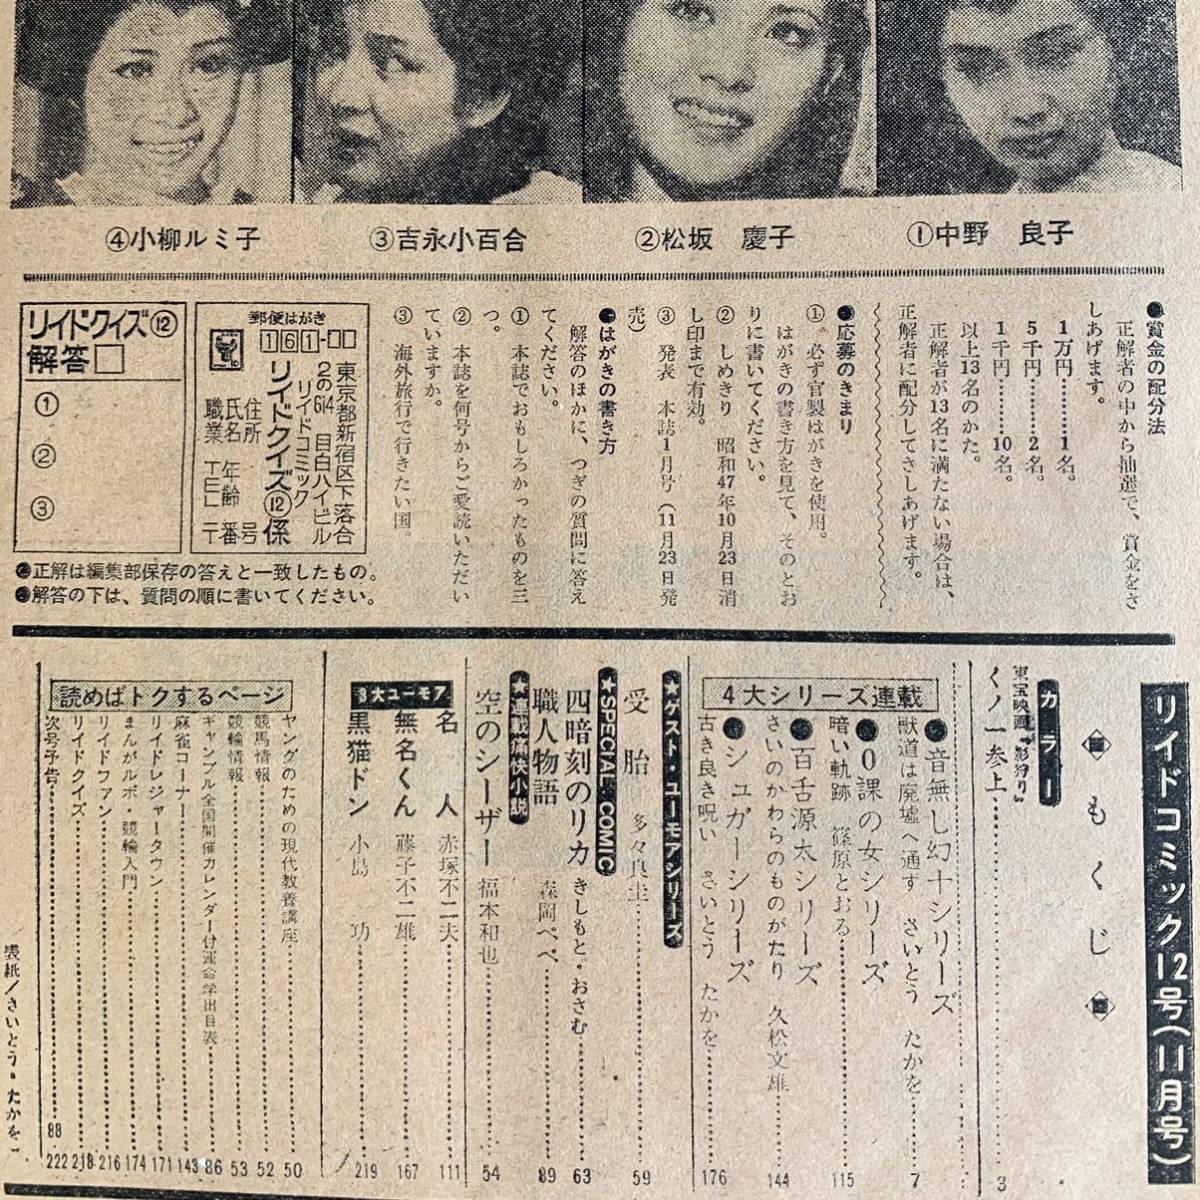 ①中野 良子
②松坂 慶子
③吉永小百合
④小柳ルミ子
●賞金の配分法
正解者の中から抽選で、賞金をさ
しあげます。
1万円…………1名。
5千円…………2名。
1千円…………10名。
以上13名のかた。
正解者が13名に満たない場合は、
正解者に配分してさしあげます。
●応募のきまり
① 必ず官製はがきを使用。
はがきの書き方を見て、そのとお
りに書いてください。
② しめきり 昭和47年10月23日消
し印まで有効。
③ 発表 本誌1月号(11月23日発
売)
●はがきの書き方
解答のほかに、つぎの質問に答え
てください。
① 本誌でおもしろかったものを三
つ。
② 本誌を何号からご愛読いただい
ていますか。
③ 海外旅行で行きたい国。
郵便はがき
161-□□
東京都新宿区下落合
2の614 目白ハイビル
リイドコミック
リイドクイズ⑫係
住所
氏名 年齢
職業 TEL
〒番号
リイドクイズ⑫
解答□
①
②
③
●正解は編集部保存の答えと一致したもの。
●解答の下は、質問の順に書いてください。
リイドコミック12号(11月号)
もくじ
カラー
東宝映画『影狩り』
くノ一参上…………3
4大シリーズ連載
●音無し幻十シリーズ
獣道は廃墟へ通ず さいとう たかを…………7
●0課の女シリーズ
暗い軌跡 篠原とおる…………115
●百舌源太シリーズ
さいのかわらのものがたり 久松文雄…………144
●シュガーシリーズ
古き良き呪い さいとう たかを…………176
★ゲスト・ユーモアシリーズ
受胎 多々良圭…………59
★SPECIAL COMIC
四暗刻のリカ きしもと・おさむ…………63
職人物語 森岡ペペ…………89
★連載痛快小説
空のシーザー 福本和也…………54
3大ユーモア
名人 赤塚不二夫…………111
無名くん 藤子不二雄…………167
黒猫ドン 小島 功…………219
読めばトクするページ
ヤングのための現代教養講座…………50
競馬情報…………52
競輪情報…………53
ギャンブル全国開催カレンダー付運命学出目表…………86
麻雀コーナー…………143
リイドレジャータウン…………171
まんがルポ・競輪入門…………174
リイドファン…………216
リイドクイズ…………218
次号予告…………88 222
表紙/さいとう・たかを